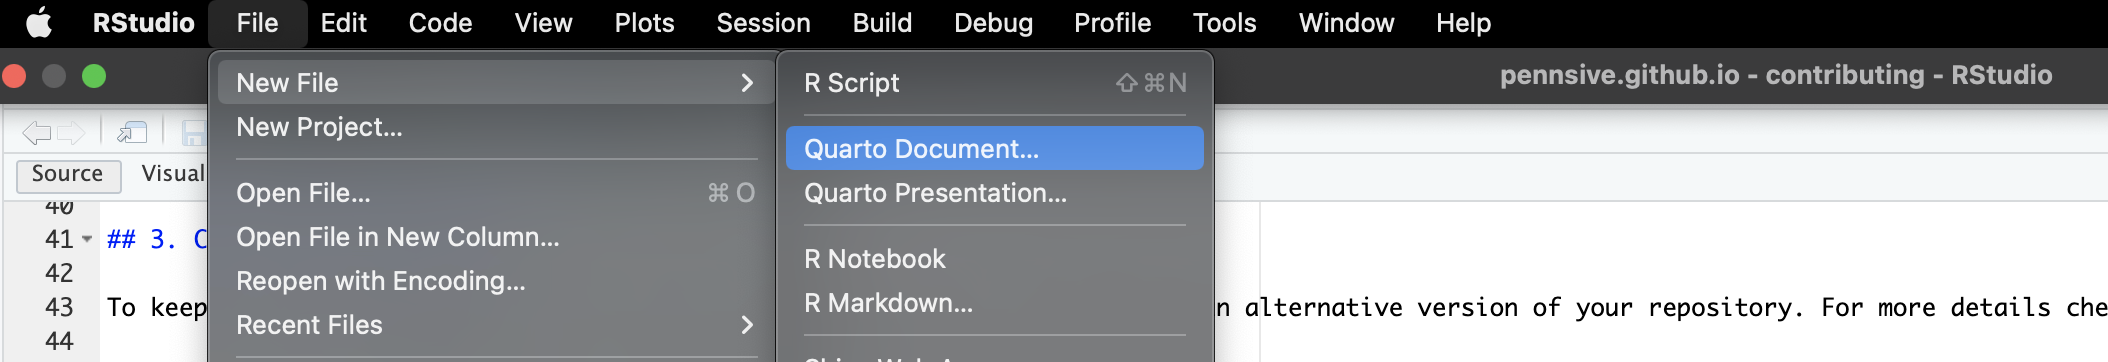 RStudio File Edit Code View Plots Session Build Debug Profile Tools Window Help
pennsive.github.io - contributing - RStudio
New File
New Project...
Open File... ⌘ O
Open File in New Column...
Reopen with Encoding...
Recent Files
R Script ⇧⌘N
Quarto Document...
Quarto Presentation...
R Notebook
R Markdown...
Source Visual
40
41 ## 3. C
42
43 To keep n alternative version of your repository. For more details che
44